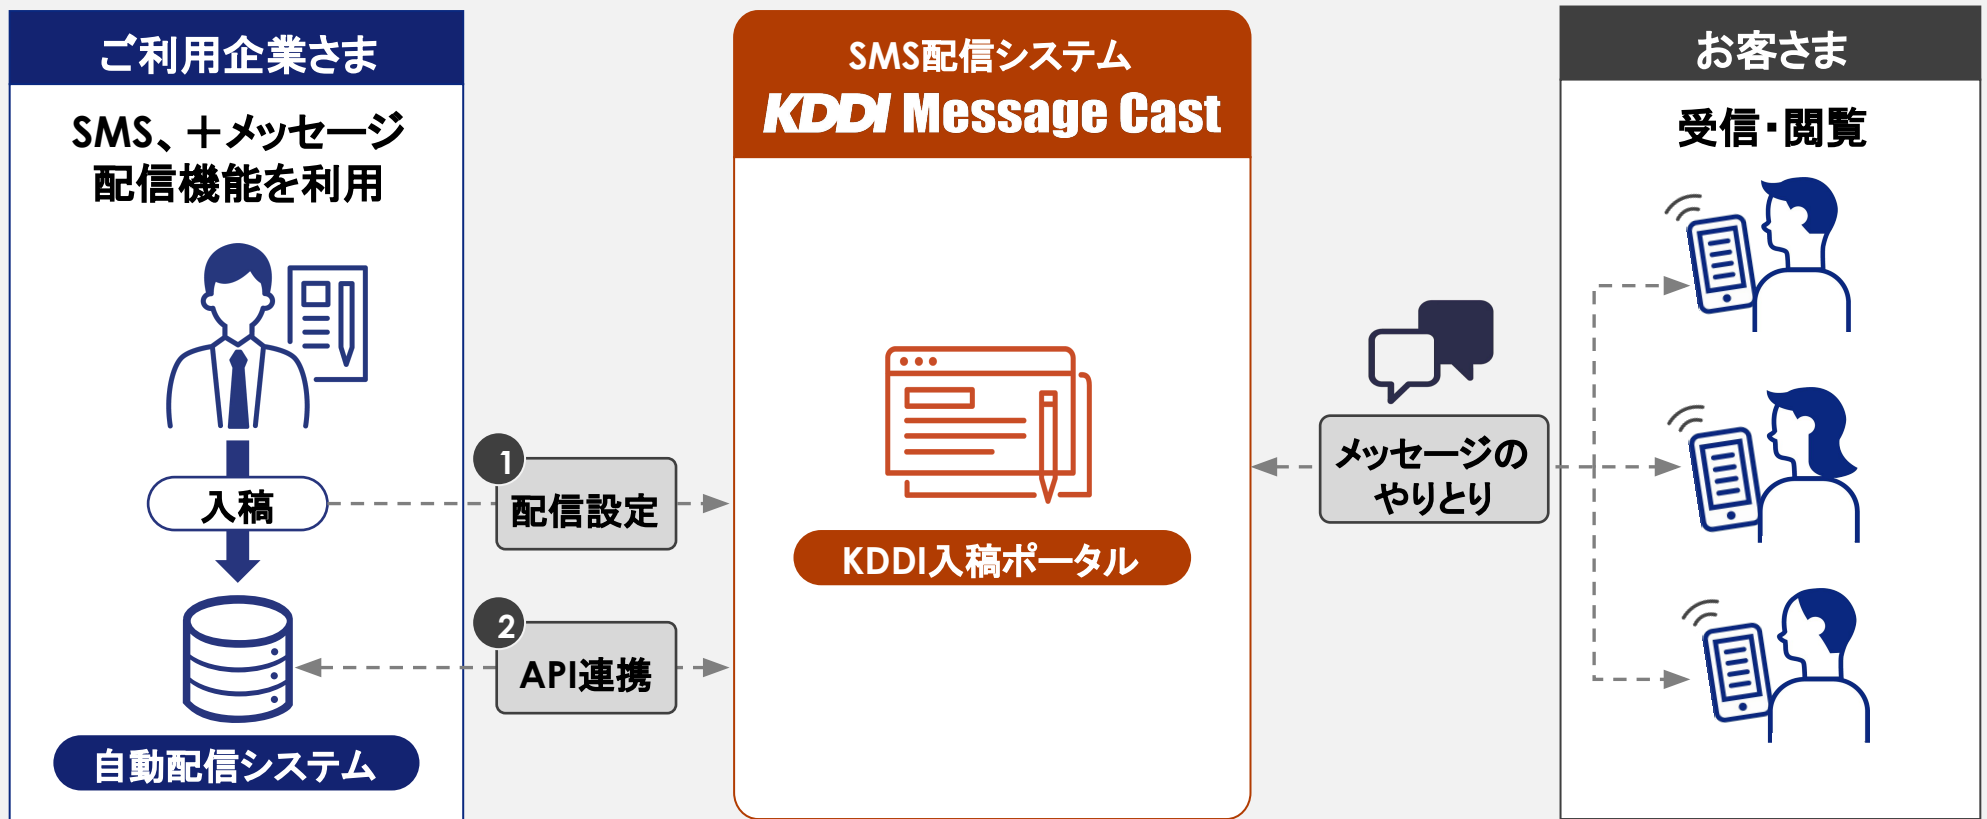 ご利用企業さま
SMS、＋メッセージ
配信機能を利用
入稿
自動配信システム
1
配信設定
2
API連携
SMS配信システム
KDDI Message Cast
KDDI入稿ポータル
メッセージの
やりとり
お客さま
受信・閲覧